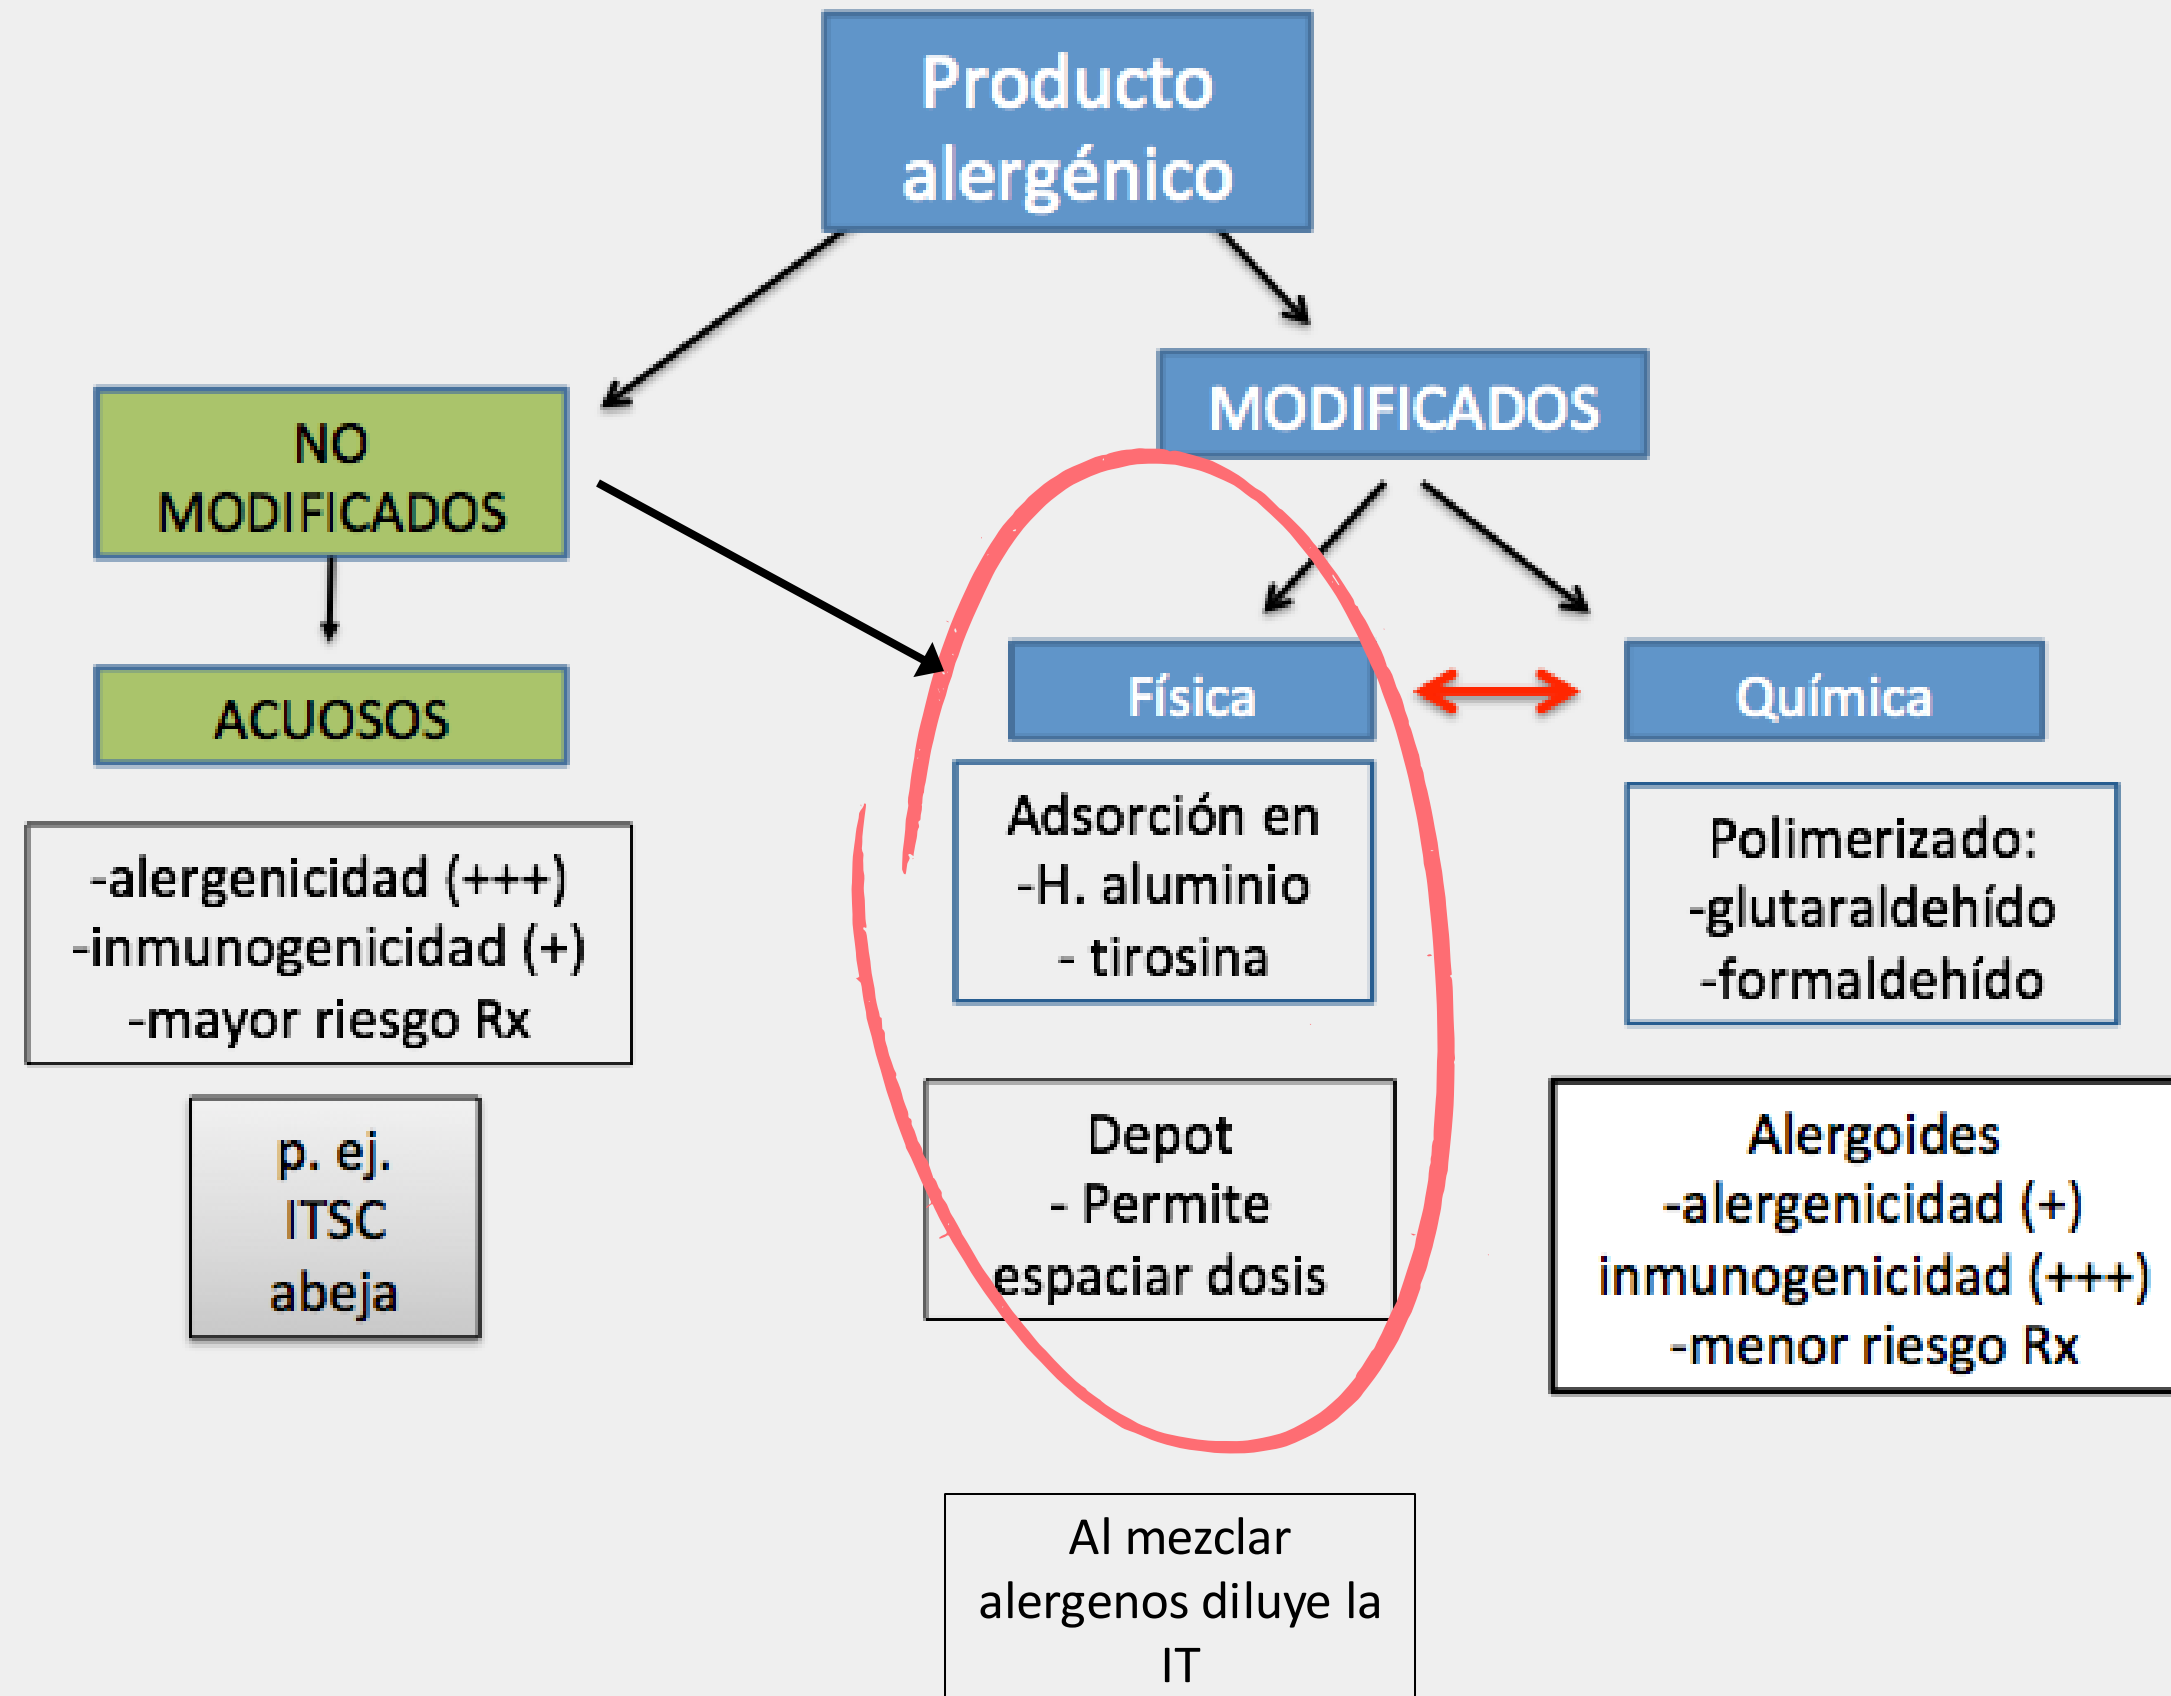 Producto
alergénico
NO
MODIFICADOS
MODIFICADOS
ACUOSOS
Física
Química
-alergenicidad (+++)
-inmunogenicidad (+)
-mayor riesgo Rx
Adsorción en
-H. aluminio
- tirosina
Polimerizado:
-glutaraldehído
-formaldehído
p. ej.
ITSC
abeja
Depot
- Permite
espaciar dosis
Alergoides
-alergenicidad (+)
inmunogenicidad (+++)
-menor riesgo Rx
Al mezclar
alergenos diluye la
IT